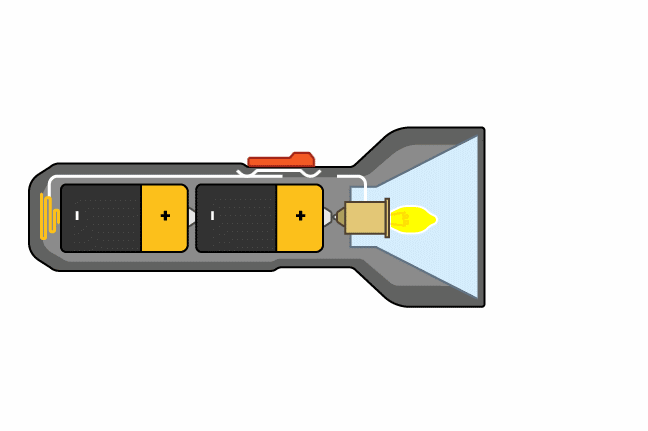 - + - +